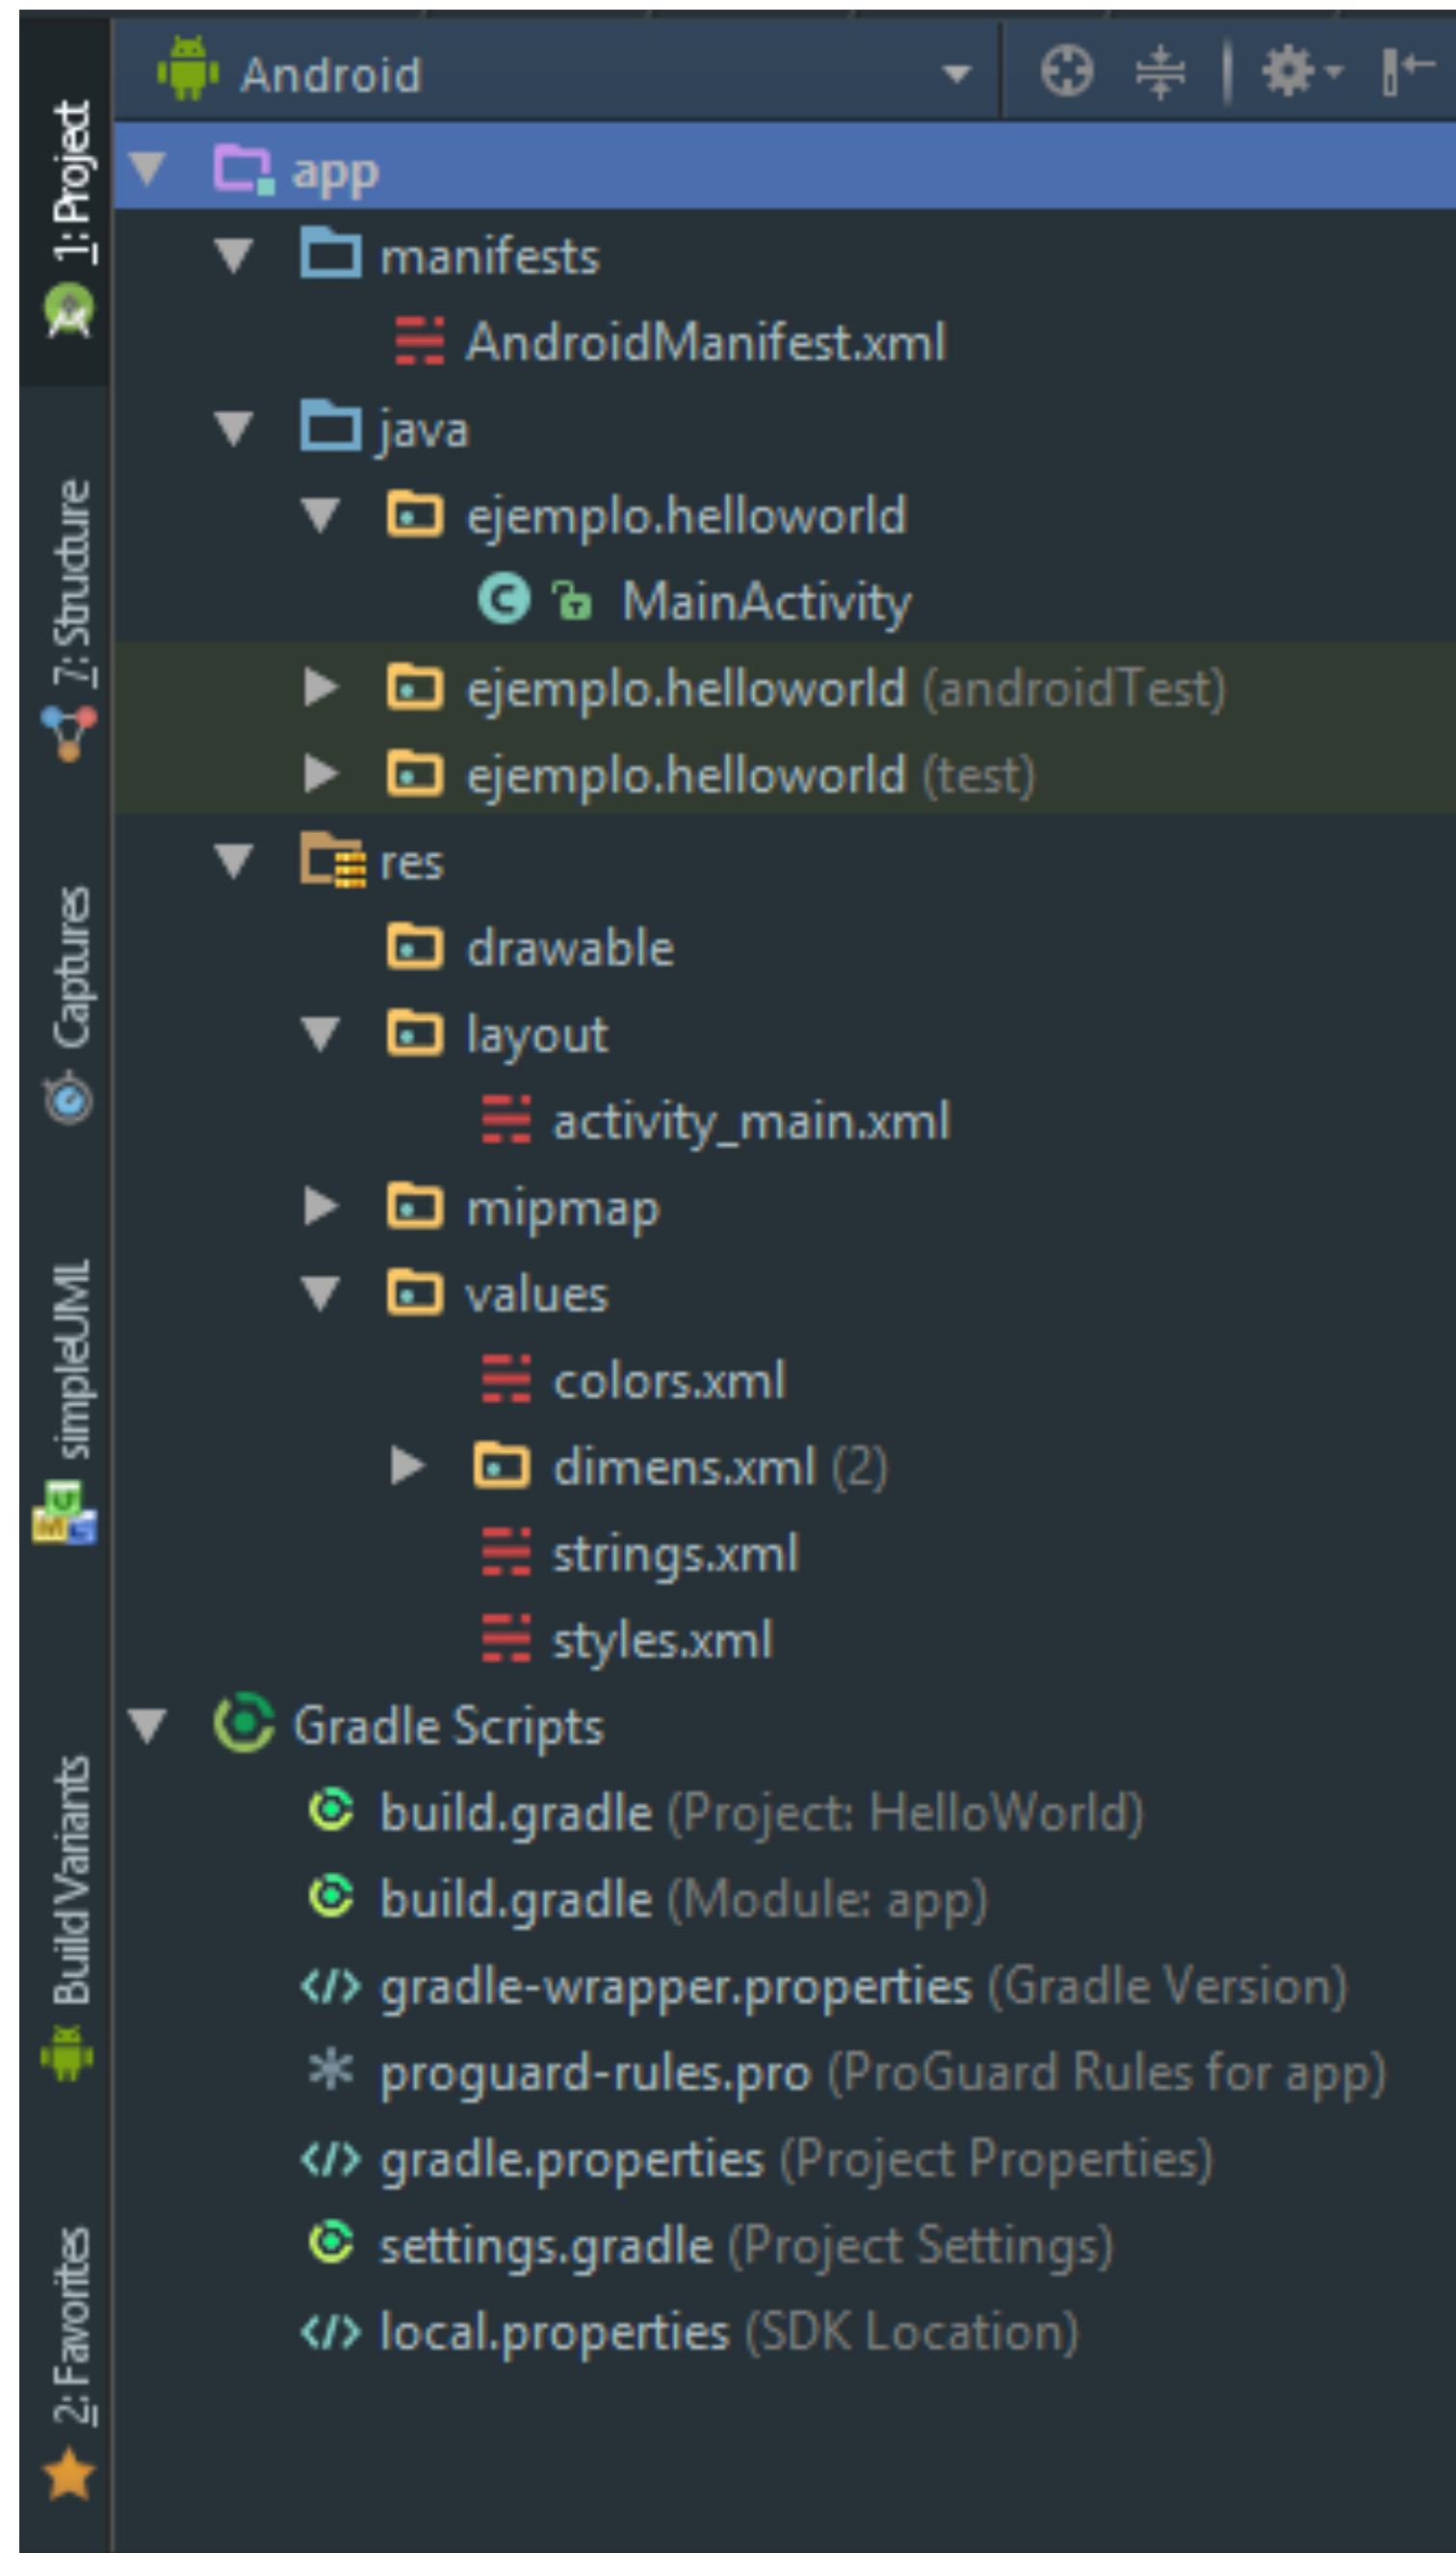 Android
app
manifests
AndroidManifest.xml
java
ejemplo.helloworld
MainActivity
ejemplo.helloworld (androidTest)
ejemplo.helloworld (test)
res
drawable
layout
activity_main.xml
mipmap
values
colors.xml
dimens.xml (2)
strings.xml
styles.xml
Gradle Scripts
build.gradle (Project: HelloWorld)
build.gradle (Module: app)
gradle-wrapper.properties (Gradle Version)
proguard-rules.pro (ProGuard Rules for app)
gradle.properties (Project Properties)
settings.gradle (Project Settings)
local.properties (SDK Location)
1: Project
7: Structure
Captures
simpleUML
Build Variants
2: Favorites